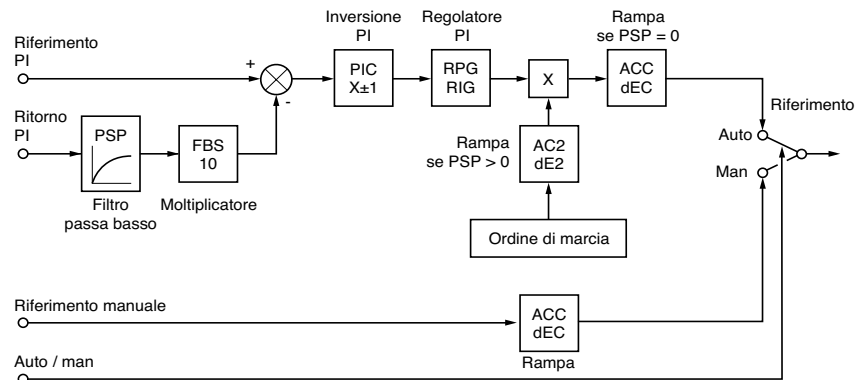 Inversione
PI
Regolatore
PI
Rampa
se PSP = 0
Riferimento
PI
+
-
PIC
X±1
RPG
RIG
X
ACC
dEC
Riferimento
Ritorno
PI
PSP
FBS
10
Rampa
se PSP > 0
AC2
dE2
Auto
Man
Filtro
passa basso
Moltiplicatore
Ordine di marcia
Riferimento manuale
ACC
dEC
Rampa
Auto / man